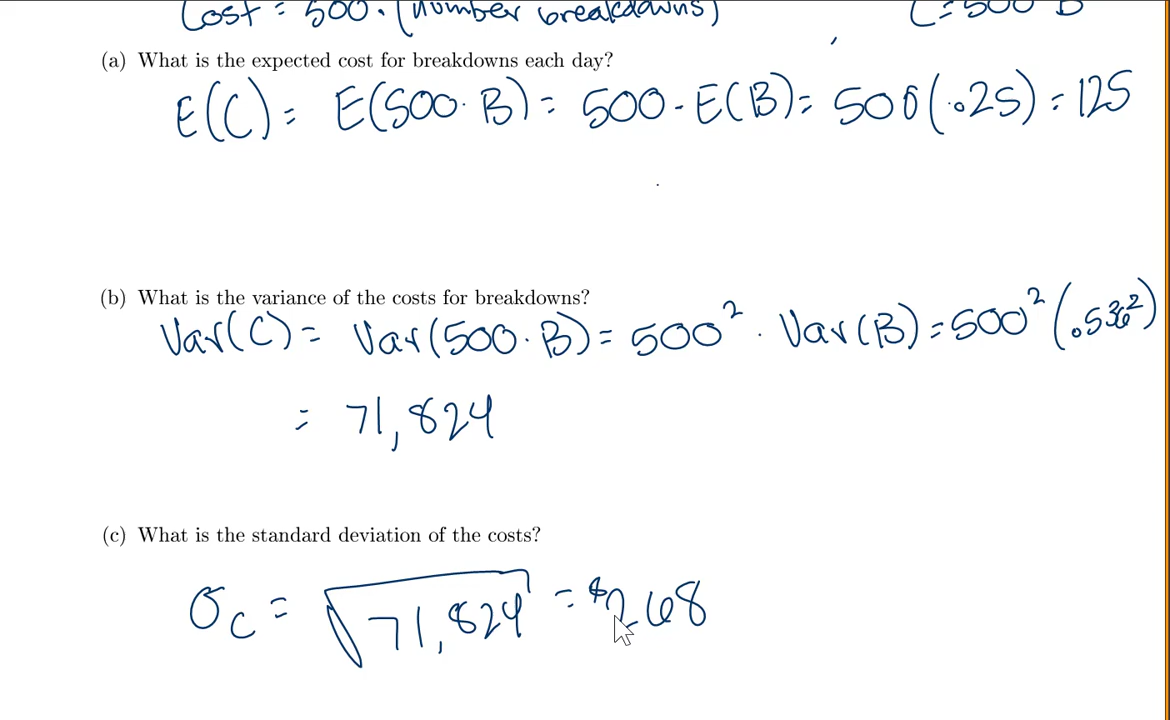 Cost = 500 · (number breakdowns) C = 500 B
(a) What is the expected cost for breakdowns each day?
E(C) = E(500 · B) = 500 - E(B) = 500 (.25) = 125
(b) What is the variance of the costs for breakdowns?
Var(C) = Var(500 · B) = 500² · Var(B) = 500² (.536²)
= 71,824
(c) What is the standard deviation of the costs?
σ_C = √71,824 = $268